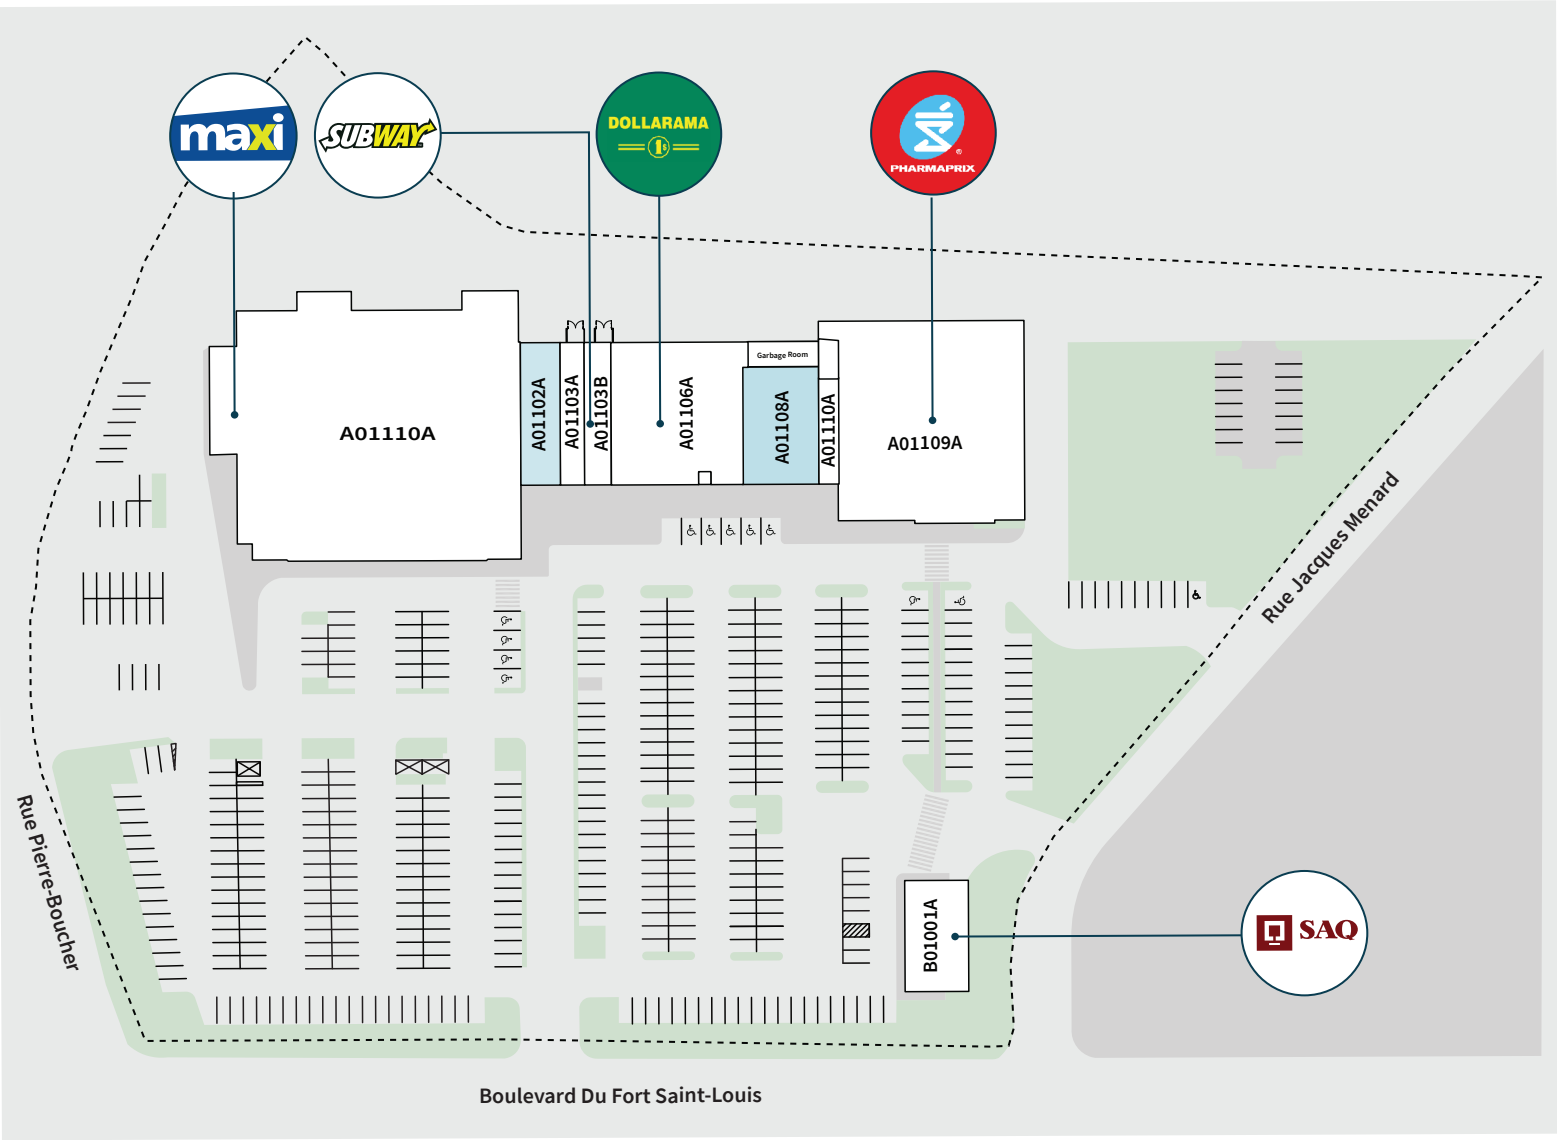 maxi
SUBWAY
DOLLARAMA
1$
PHARMAPRIX
®
Garbage Room
A01110A
A01102A
A01103A
A01103B
A01106A
A01108A
A01110A
A01109A
Rue Jacques Menard
Rue Pierre-Boucher
B01001A
SAQ
Boulevard Du Fort Saint-Louis